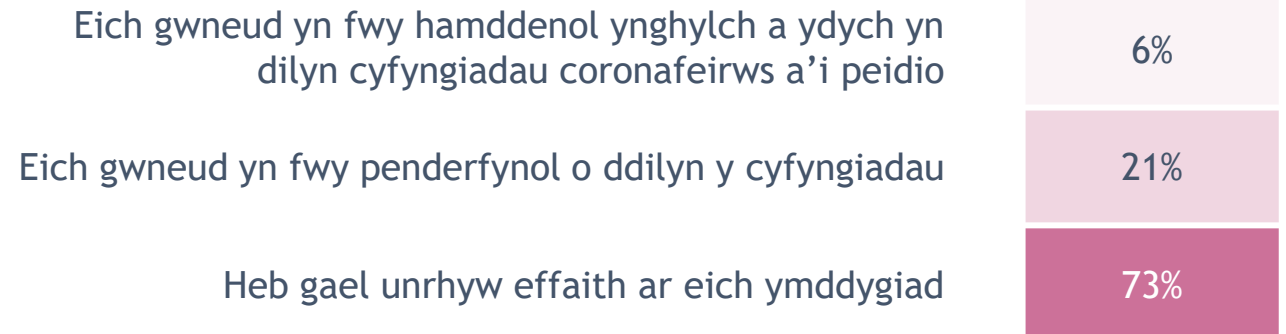 Eich gwneud yn fwy hamddenol ynghylch a ydych yn
dilyn cyfyngiadau coronafeirws a’i peidio
6%
Eich gwneud yn fwy penderfynol o ddilyn y cyfyngiadau
21%
Heb gael unrhyw effaith ar eich ymddygiad
73%